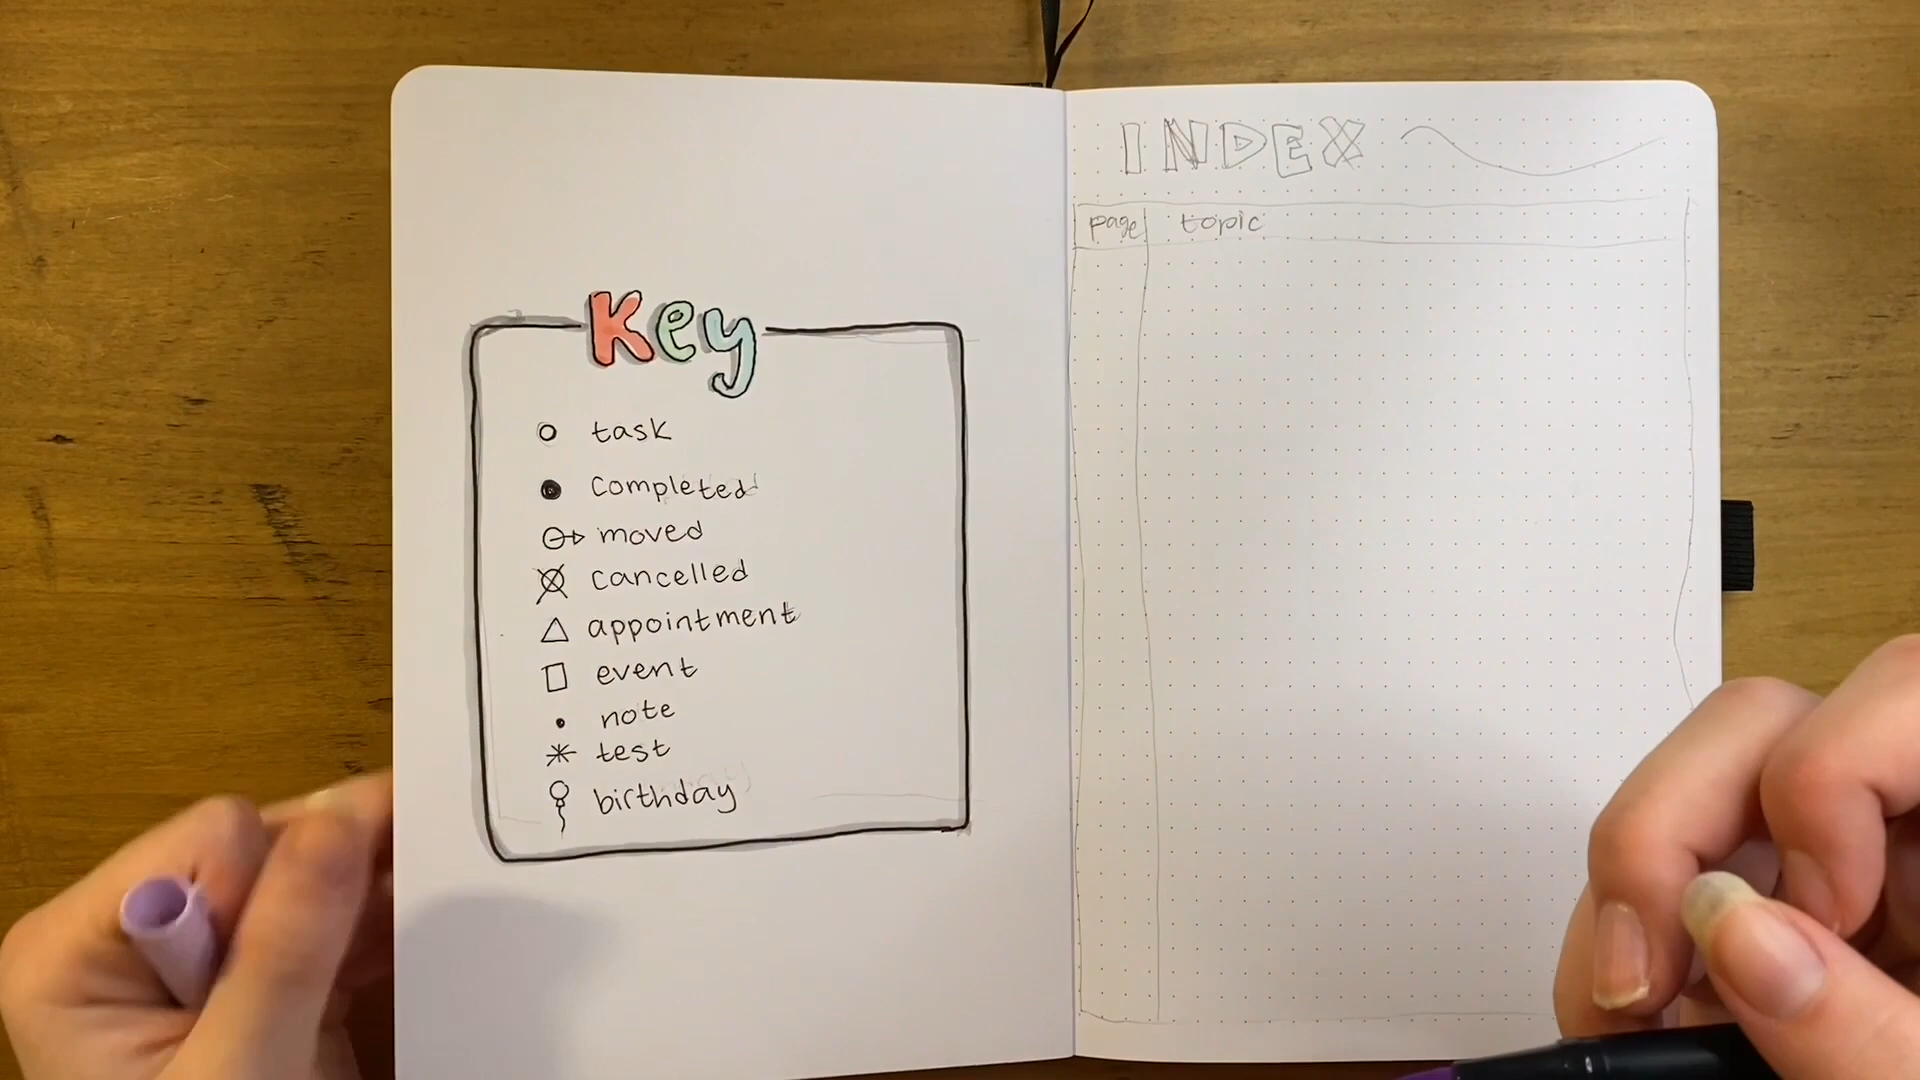 Key
task
completed
moved
cancelled
appointment
event
note
test
birthday
INDEX
page topic